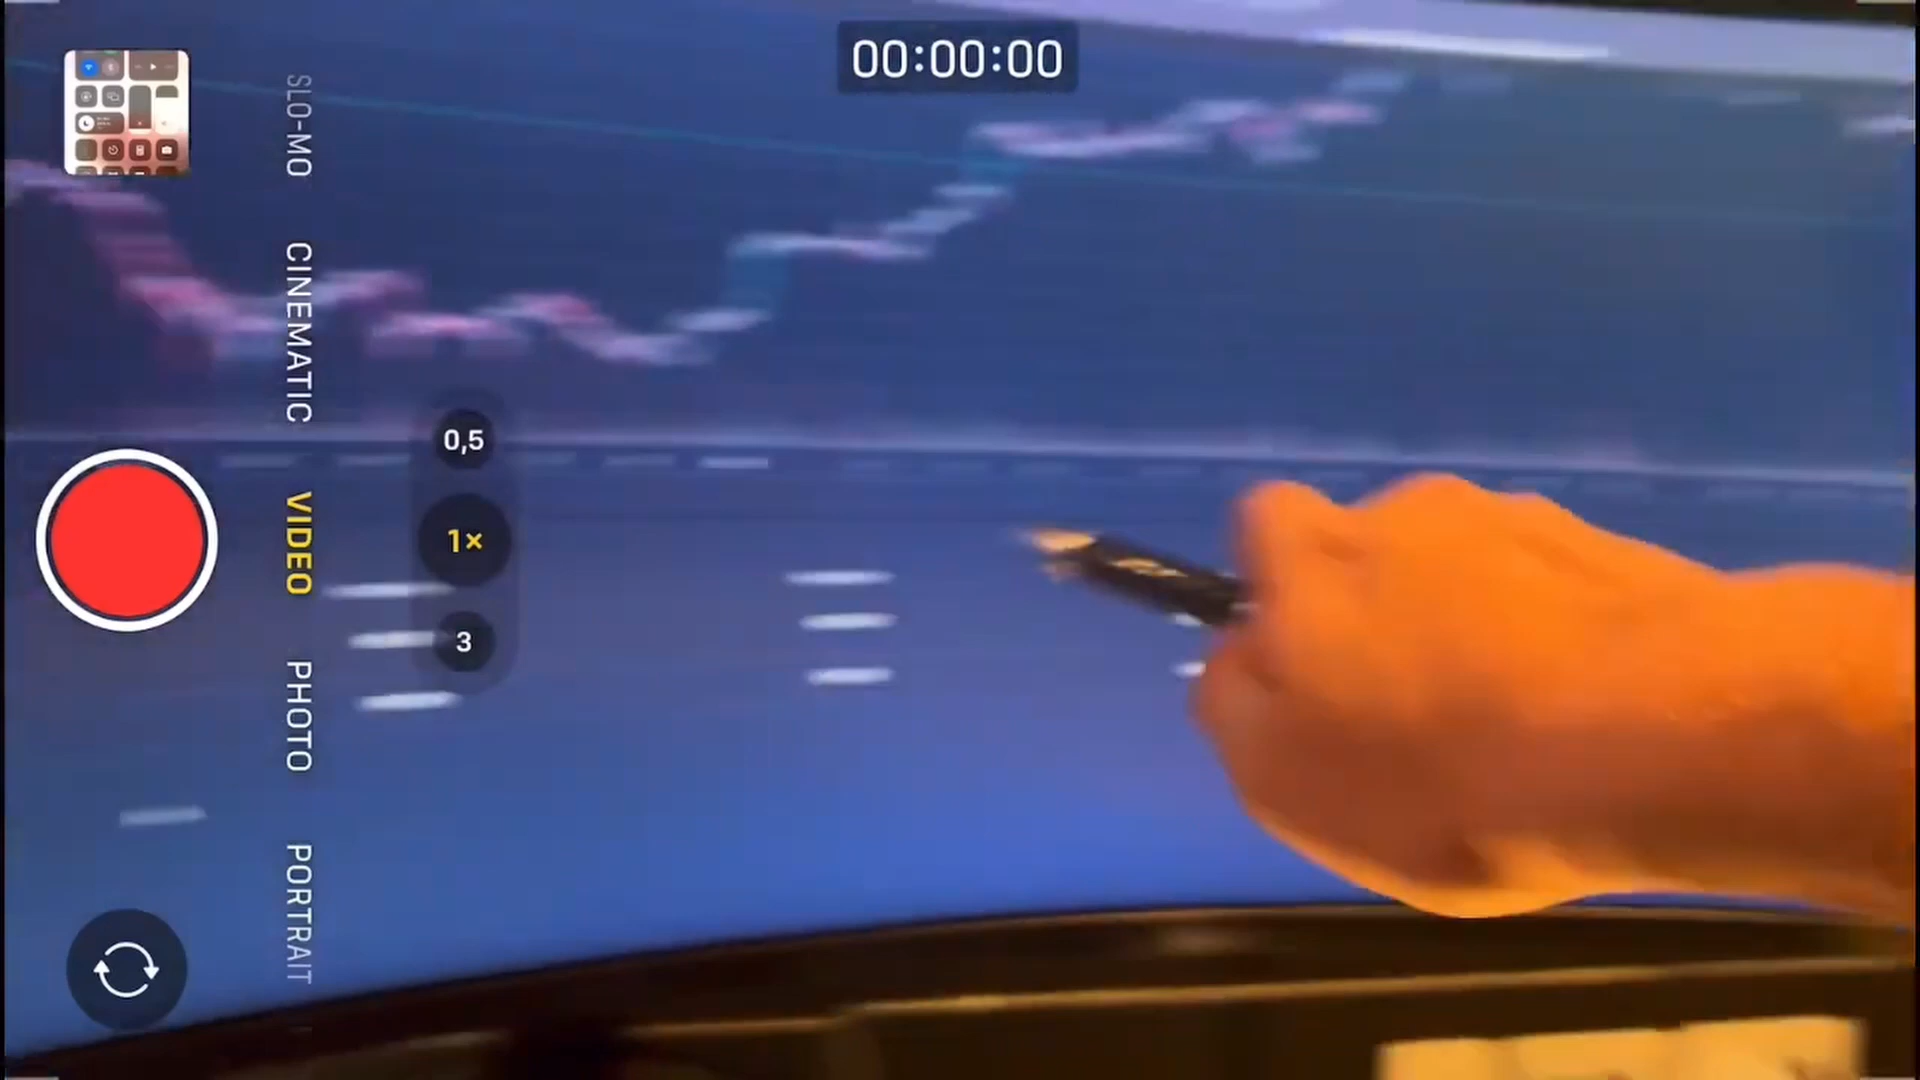 00:00:00
SLO-MO
CINEMATIC
VIDEO
PHOTO
PORTRAIT
0,5
1×
3